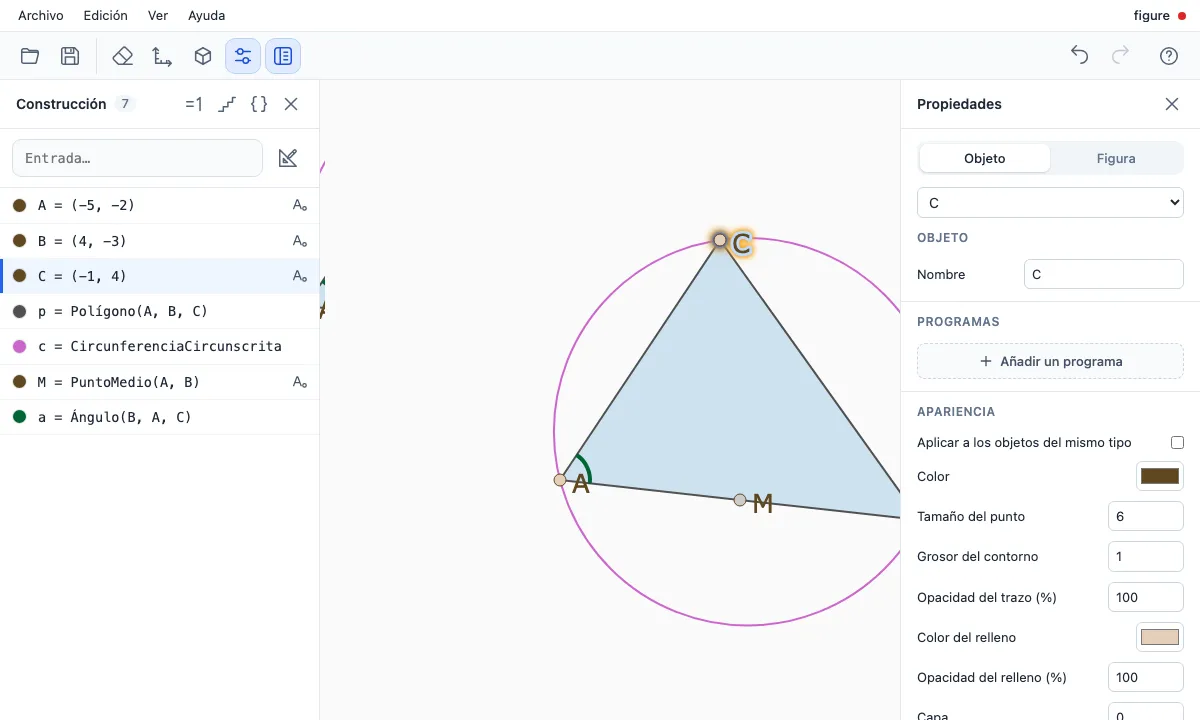 Archivo Edición Ver Ayuda figure
Construcción 7 =1 {} Propiedades
Entrada…
Objeto Figura
C
A = (−5, −2)
B = (4, −3)
C = (−1, 4)
p = Polígono(A, B, C)
c = CircunferenciaCircunscrita
M = PuntoMedio(A, B)
a = Ángulo(B, A, C)
C
A
M
OBJETO
Nombre C
PROGRAMAS
+ Añadir un programa
APARIENCIA
Aplicar a los objetos del mismo tipo
Color
Tamaño del punto 6
Grosor del contorno 1
Opacidad del trazo (%) 100
Color del relleno
Opacidad del relleno (%) 100
Capa 0